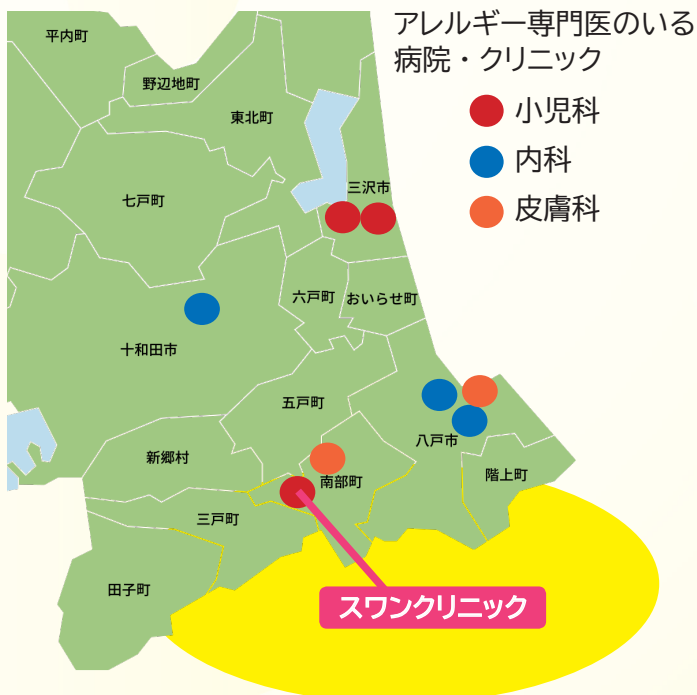 アレルギー専門医のいる
病院・クリニック
小児科
内科
皮膚科
平内町
野辺地町
東北町
七戸町
三沢市
六戸町
おいらせ町
十和田市
五戸町
八戸市
新郷村
南部町
階上町
三戸町
田子町
スワンクリニック